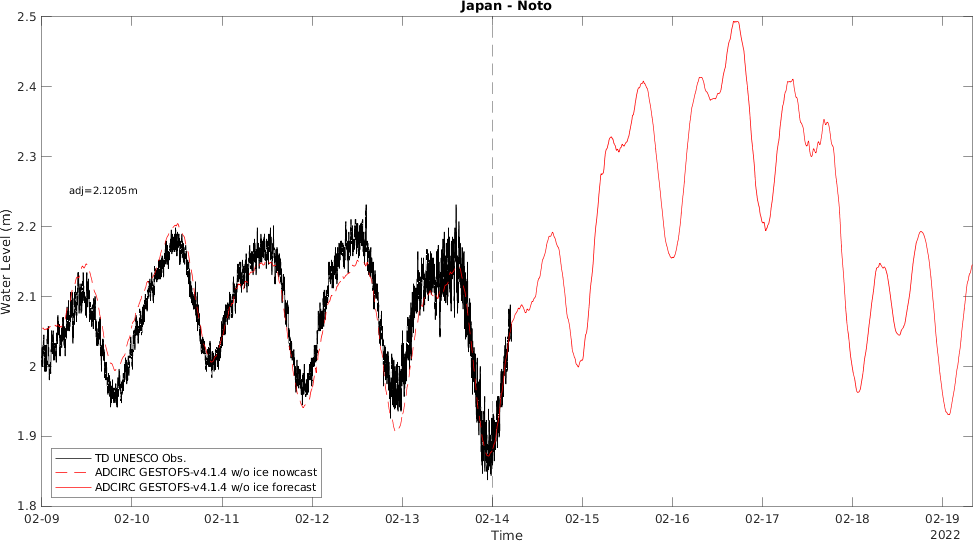 Japan - Noto
2.5
2.4
2.3
2.2
2.1
2
1.9
1.8
Water Level (m)
adj=2.1205m
TD UNESCO Obs.
ADCIRC GESTOFS-v4.1.4 w/o ice nowcast
ADCIRC GESTOFS-v4.1.4 w/o ice forecast
02-09 02-10 02-11 02-12 02-13 02-14 02-15 02-16 02-17 02-18 02-19
Time
2022